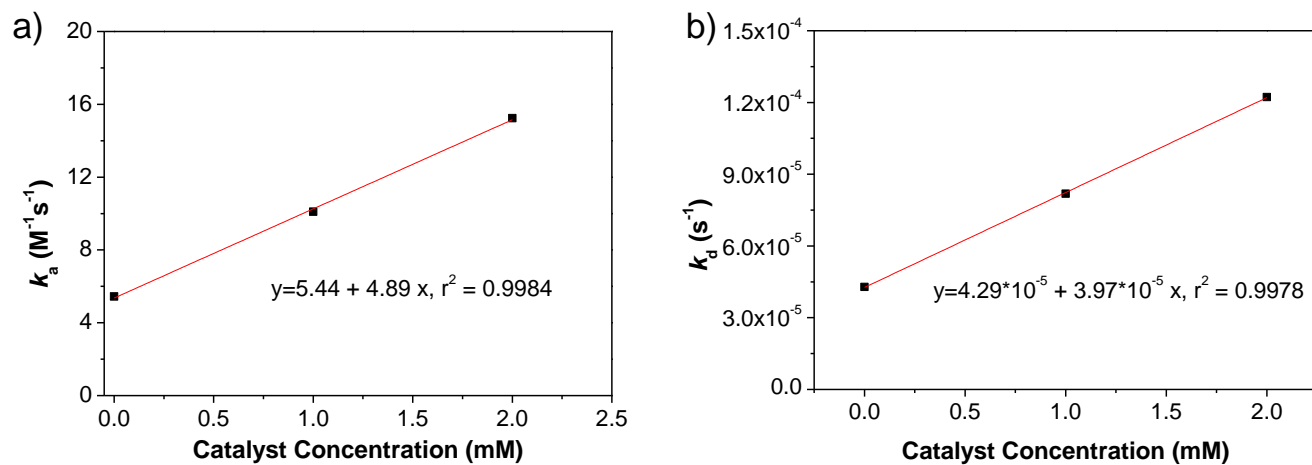 a)
20
16
12
8
4
0
k_a (M^-1 s^-1)
y=5.44 + 4.89 x, r^2 = 0.9984
0.0 0.5 1.0 1.5 2.0 2.5
Catalyst Concentration (mM)
b)
1.5x10^-4
1.2x10^-4
9.0x10^-5
6.0x10^-5
3.0x10^-5
0.0
k_d (s^-1)
y=4.29*10^-5 + 3.97*10^-5 x, r^2 = 0.9978
0.0 0.5 1.0 1.5 2.0
Catalyst Concentration (mM)